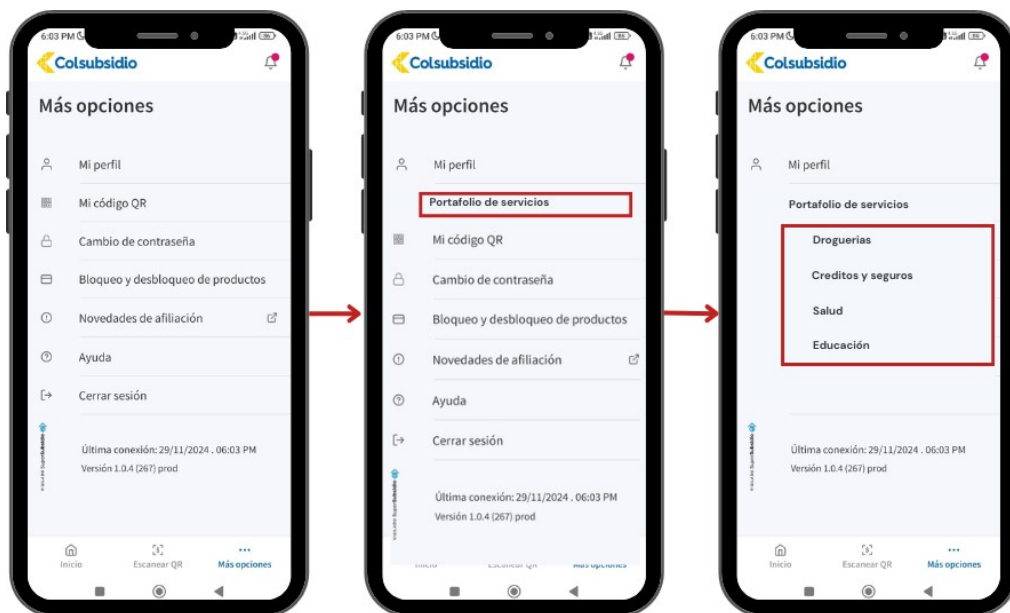 6:03 PM
Colsubsidio
Más opciones
Mi perfil
Mi código QR
Cambio de contraseña
Bloqueo y desbloqueo de productos
Novedades de afiliación
Ayuda
Cerrar sesión
Última conexión: 29/11/2024 . 06:03 PM
Versión 1.0.4 (267) prod
Inicio
Escanear QR
Más opciones
6:03 PM
Colsubsidio
Más opciones
Mi perfil
Portafolio de servicios
Mi código QR
Cambio de contraseña
Bloqueo y desbloqueo de productos
Novedades de afiliación
Ayuda
Cerrar sesión
Última conexión: 29/11/2024 . 06:03 PM
Versión 1.0.4 (267) prod
Inicio
Escanear QR
Más opciones
6:03 PM
Colsubsidio
Más opciones
Mi perfil
Portafolio de servicios
Droguerias
Creditos y seguros
Salud
Educación
Última conexión: 29/11/2024 . 06:03 PM
Versión 1.0.4 (267) prod
Inicio
Escanear QR
Más opciones